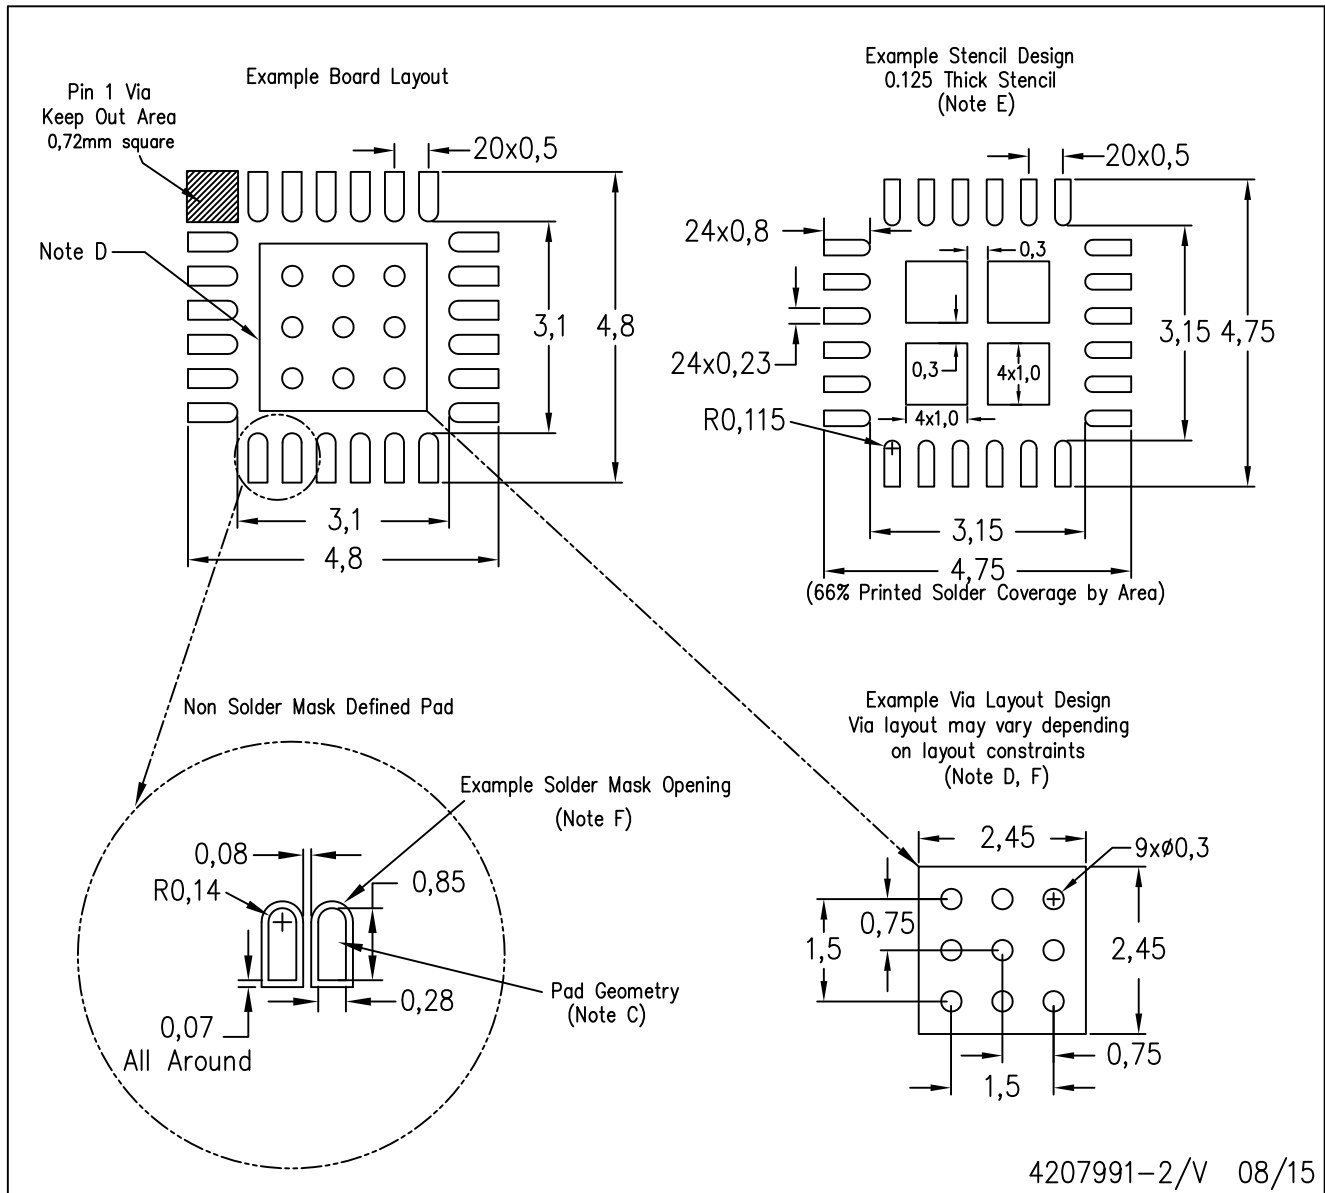 Example Board Layout
Pin 1 Via
Keep Out Area
0,72mm square
20x0,5
Note D
3,1
4,8
3,1
4,8
Example Stencil Design
0.125 Thick Stencil
(Note E)
20x0,5
24x0,8
0,3
3,15
4,75
24x0,23
0,3
4x1,0
4x1,0
R0,115
3,15
4,75
(66% Printed Solder Coverage by Area)
Non Solder Mask Defined Pad
Example Solder Mask Opening
(Note F)
0,08
R0,14
0,85
0,28
Pad Geometry
(Note C)
0,07
All Around
Example Via Layout Design
Via layout may vary depending
on layout constraints
(Note D, F)
2,45
9xø0,3
0,75
1,5
2,45
0,75
1,5
4207991-2/V 08/15